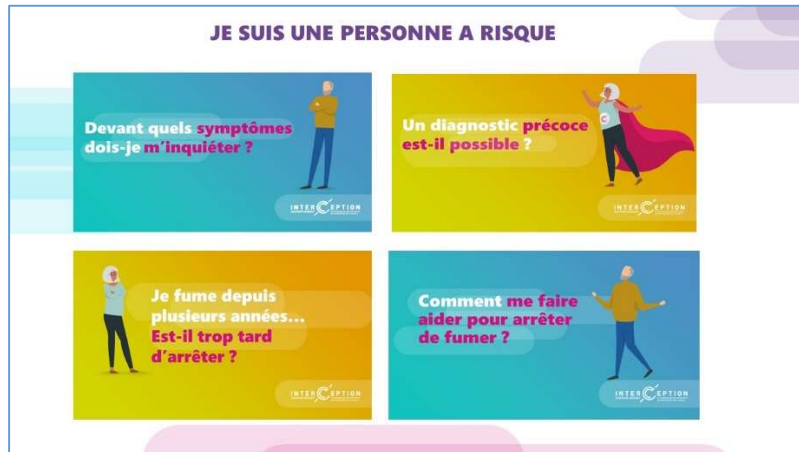 JE SUIS UNE PERSONNE A RISQUE
Devant quels symptômes
dois-je m'inquiéter ?
INTERCEPTION
Un diagnostic précoce
est-il possible ?
INTERCEPTION
Je fume depuis
plusieurs années...
Est-il trop tard
d'arrêter ?
INTERCEPTION
Comment me faire
aider pour arrêter
de fumer ?
INTERCEPTION